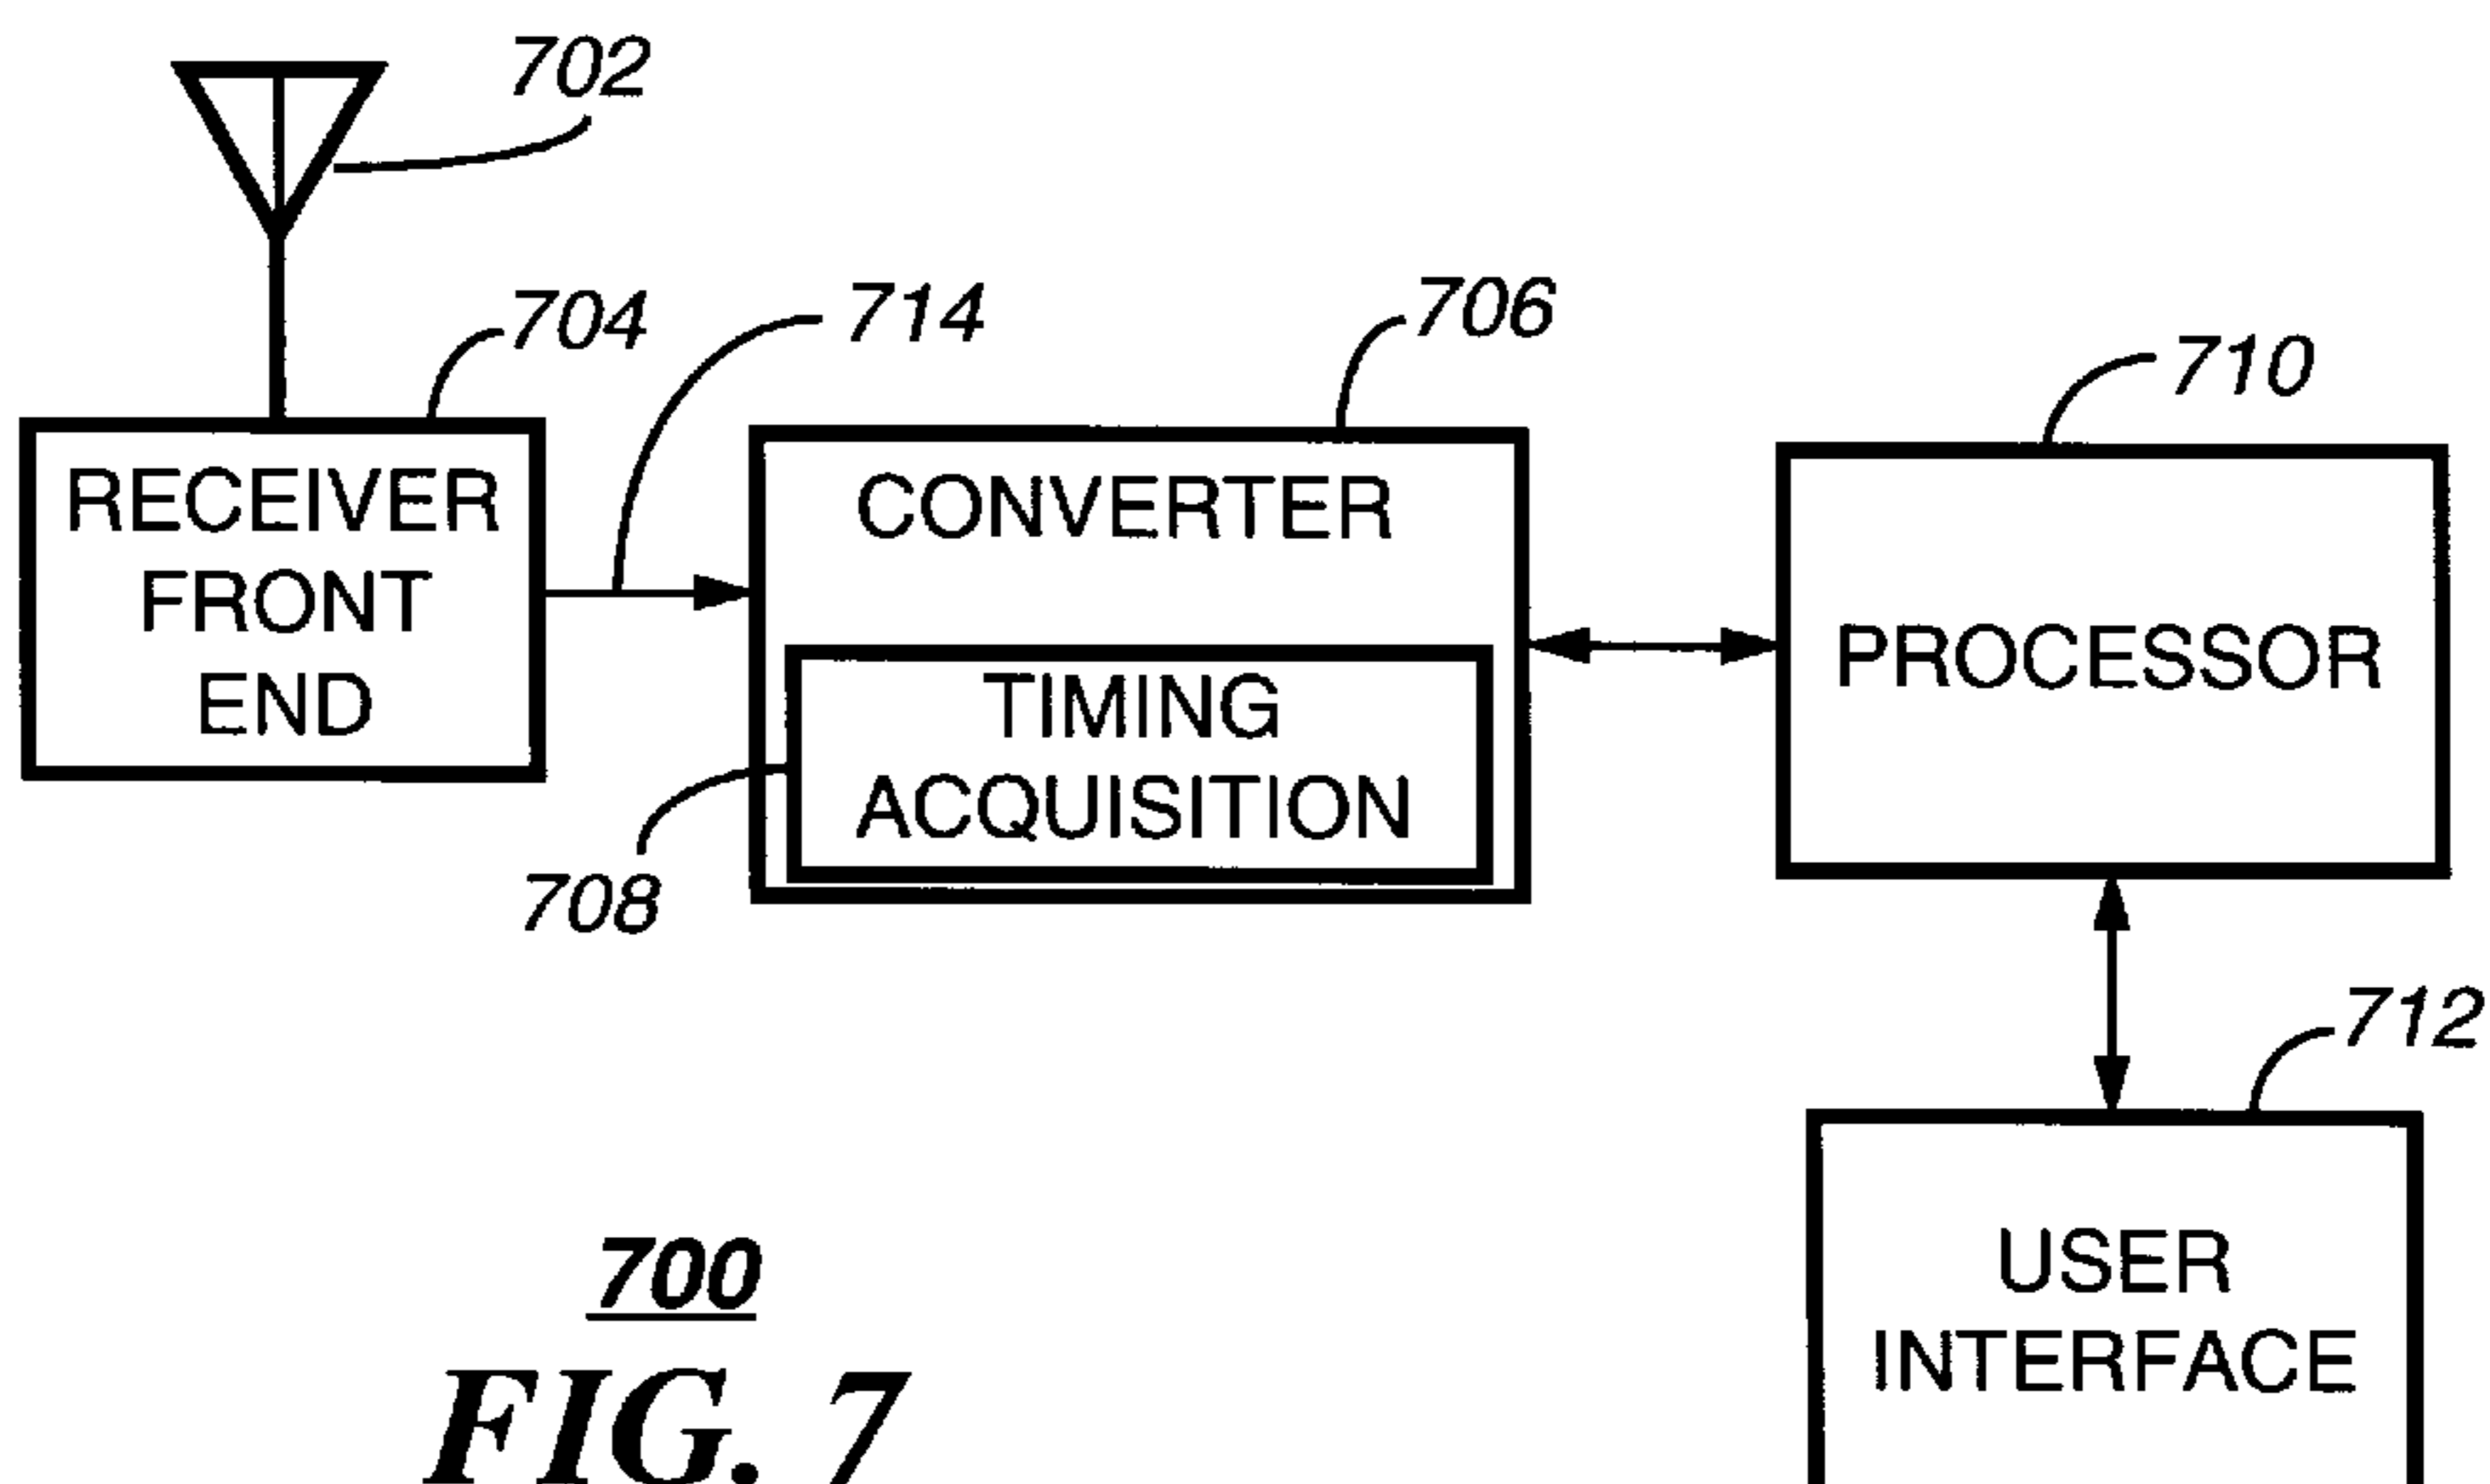 702
704
714
706
710
RECEIVER
FRONT
END
CONVERTER
TIMING
ACQUISITION
PROCESSOR
708
712
USER
INTERFACE
700
FIG. 7